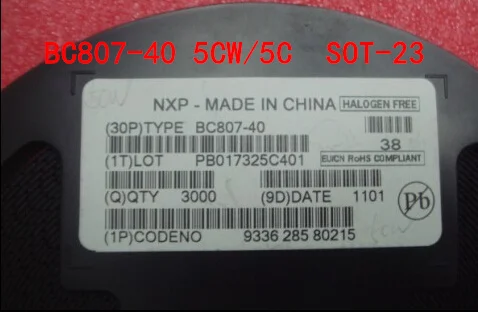 BC807-40 5CW/5C SOT-23
NXP - MADE IN CHINA HALOGEN FREE
(30P)TYPE BC807-40
38
(1T)LOT PB017325C401 EU/CN RoHS COMPLIANT
(Q)QTY 3000 (9D)DATE 1101
Pb
(1P)CODENO 9336 285 80215